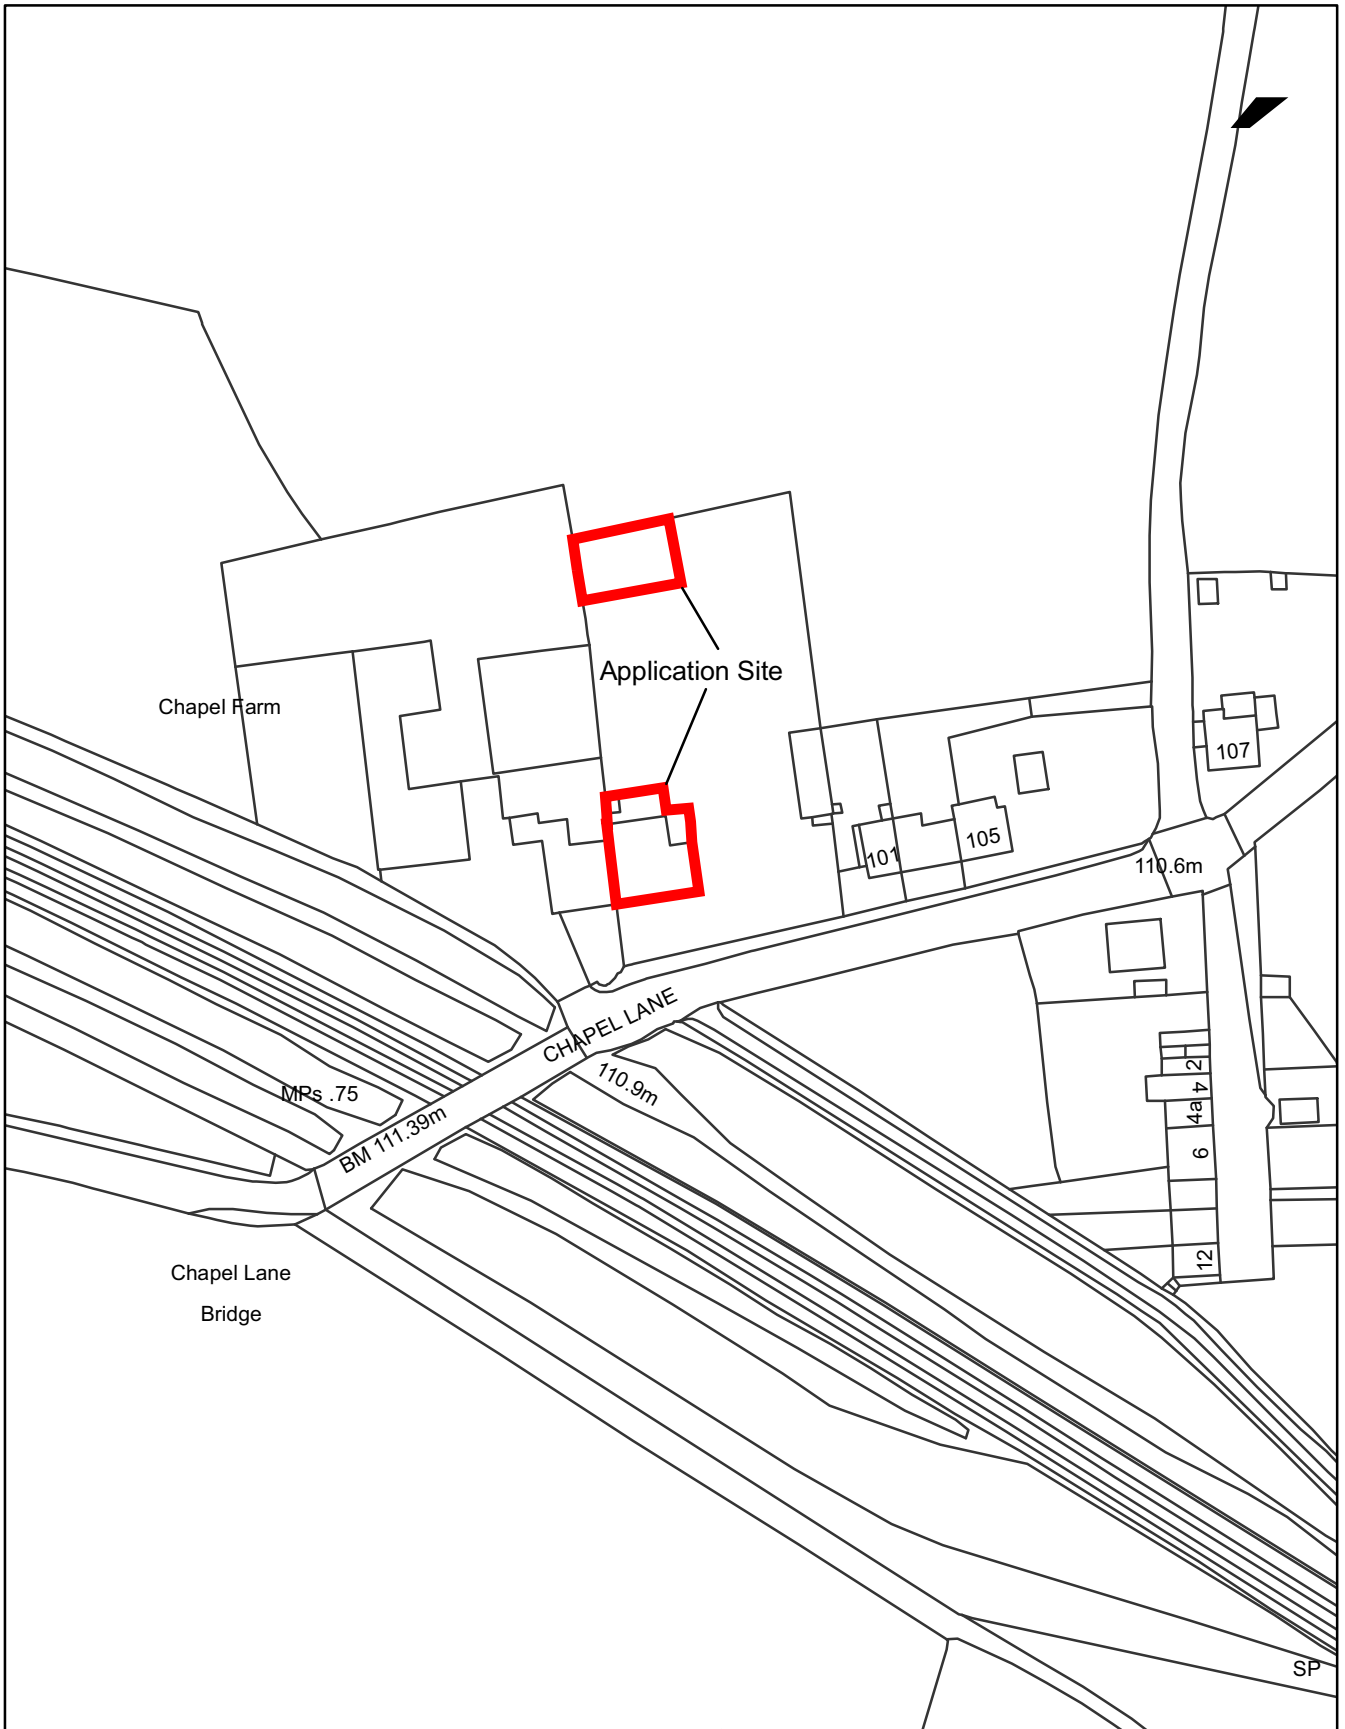 Application Site
Chapel Farm
107
101
105
110.6m
CHAPEL LANE
110.9m
MPs .75
BM 111.39m
2
4
4a
6
12
Chapel Lane
Bridge
SP